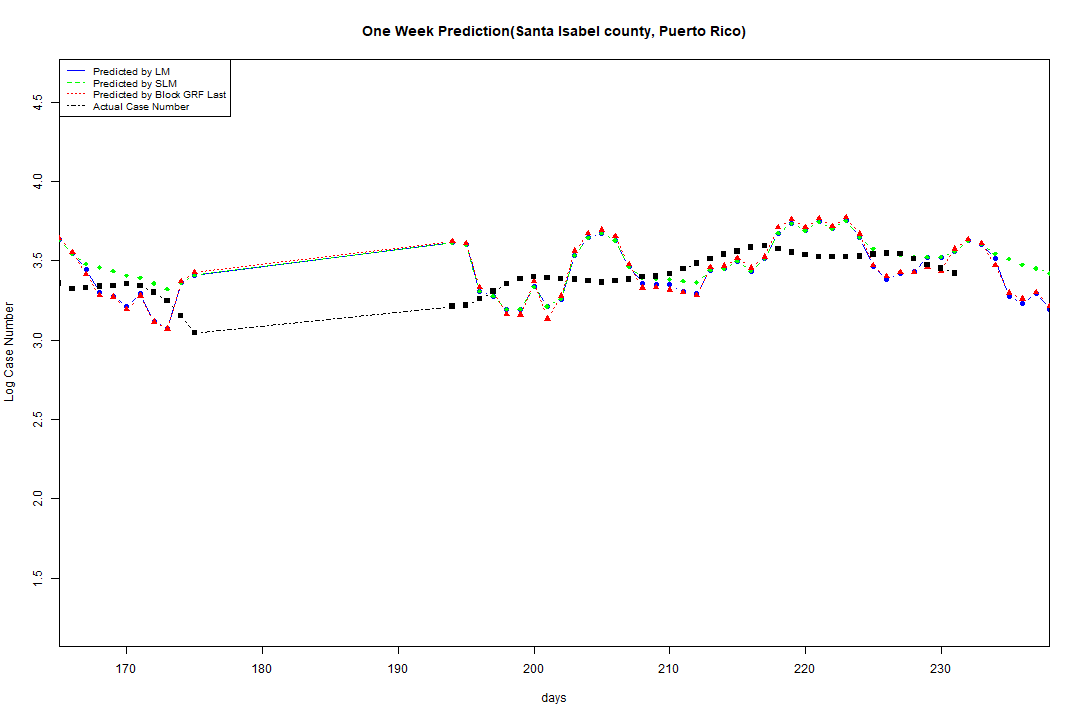 One Week Prediction(Santa Isabel county, Puerto Rico)
Predicted by LM
Predicted by SLM
Predicted by Block GRF Last
Actual Case Number
4.5
4.0
3.5
3.0
2.5
2.0
1.5
Log Case Number
170 180 190 200 210 220 230
days